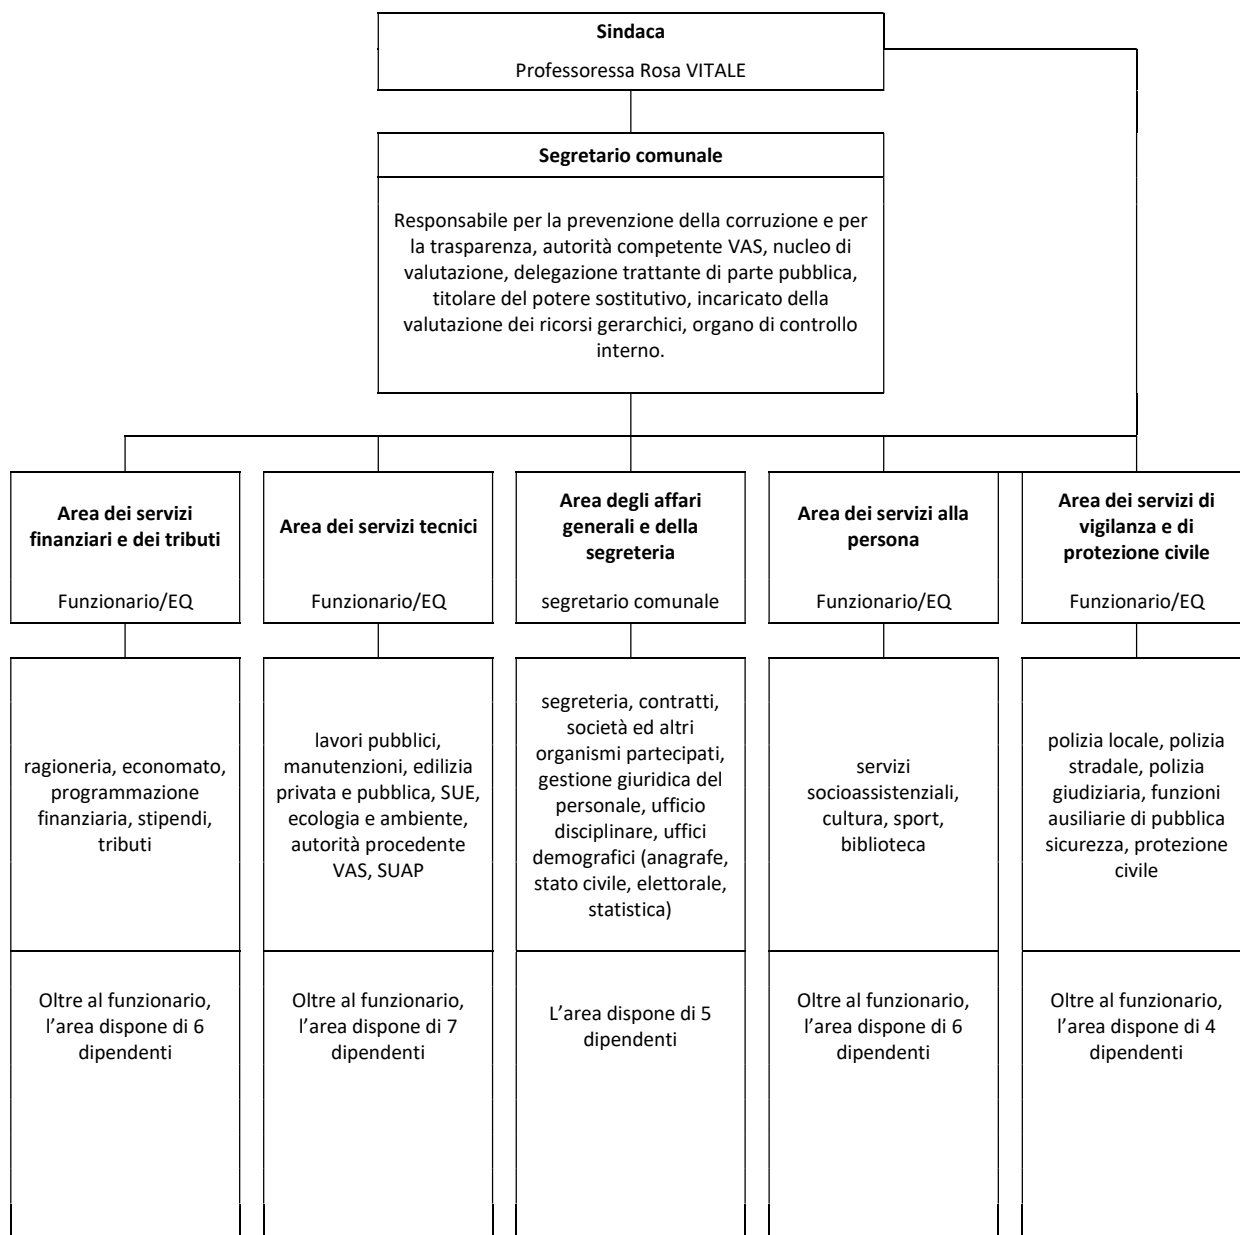 Sindaca
Professoressa Rosa VITALE
Segretario comunale
Responsabile per la prevenzione della corruzione e per
la trasparenza, autorità competente VAS, nucleo di
valutazione, delegazione trattante di parte pubblica,
titolare del potere sostitutivo, incaricato della
valutazione dei ricorsi gerarchici, organo di controllo
interno.
Area dei servizi
finanziari e dei tributi
Funzionario/EQ
ragioneria, economato,
programmazione
finanziaria, stipendi,
tributi
Oltre al funzionario,
l’area dispone di 6
dipendenti
Area dei servizi tecnici
Funzionario/EQ
lavori pubblici,
manutenzioni, edilizia
privata e pubblica, SUE,
ecologia e ambiente,
autorità procedente
VAS, SUAP
Oltre al funzionario,
l’area dispone di 7
dipendenti
Area degli affari
generali e della
segreteria
segretario comunale
segreteria, contratti,
società ed altri
organismi partecipati,
gestione giuridica del
personale, ufficio
disciplinare, uffici
demografici (anagrafe,
stato civile, elettorale,
statistica)
L’area dispone di 5
dipendenti
Area dei servizi alla
persona
Funzionario/EQ
servizi
socioassistenziali,
cultura, sport,
biblioteca
Oltre al funzionario,
l’area dispone di 6
dipendenti
Area dei servizi di
vigilanza e di
protezione civile
Funzionario/EQ
polizia locale, polizia
stradale, polizia
giudiziaria, funzioni
ausiliarie di pubblica
sicurezza, protezione
civile
Oltre al funzionario,
l’area dispone di 4
dipendenti